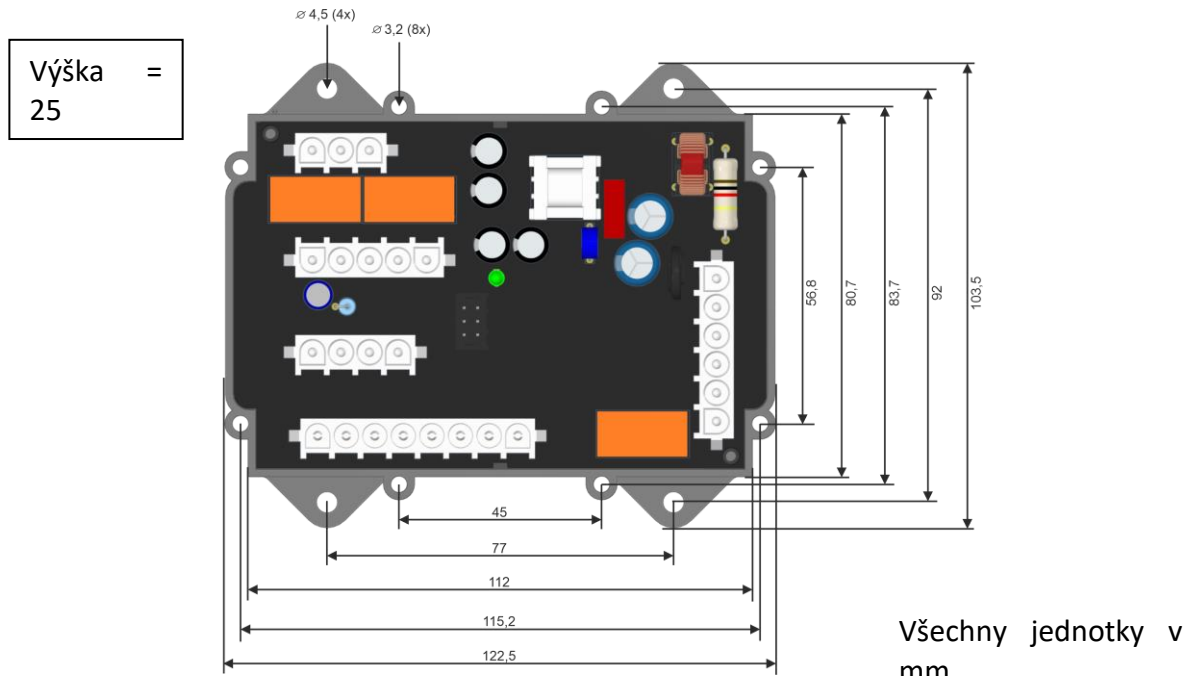 ⌀ 4,5 (4x)
⌀ 3,2 (8x)
Výška =
25
56,8
80,7
83,7
92
103,5
45
77
112
115,2
122,5
Všechny jednotky v
mm